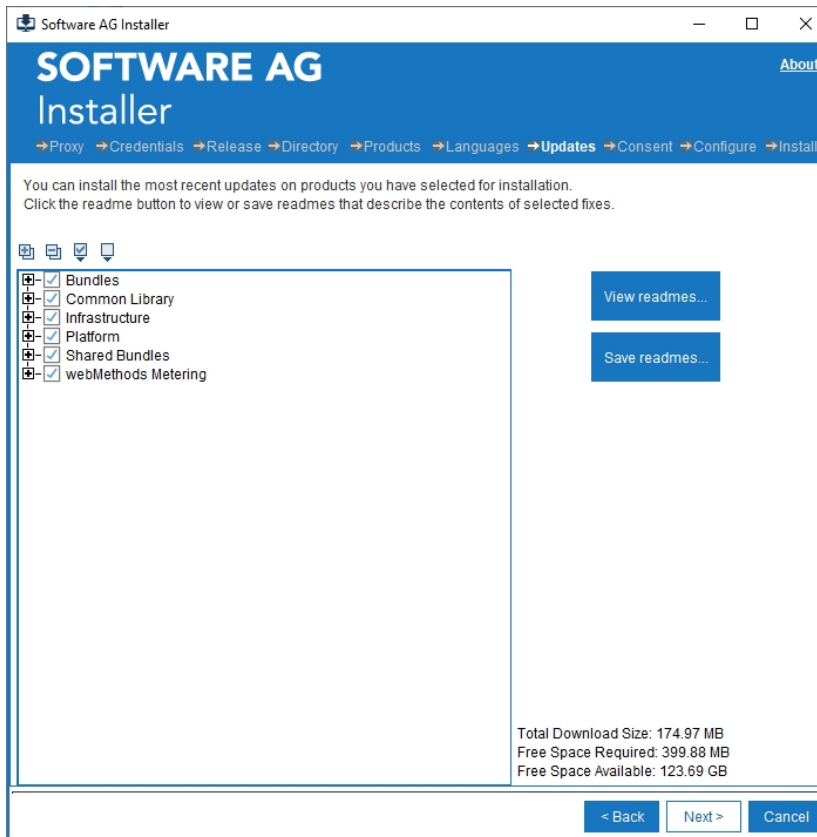 Software AG Installer
SOFTWARE AG
About
Installer
Proxy Credentials Release Directory Products Languages Updates Consent Configure Install
You can install the most recent updates on products you have selected for installation.
Click the readme button to view or save readmes that describe the contents of selected fixes.
Bundles
Common Library
Infrastructure
Platform
Shared Bundles
webMethods Metering
View readmes...
Save readmes...
Total Download Size: 174.97 MB
Free Space Required: 399.88 MB
Free Space Available: 123.69 GB
< Back Next > Cancel